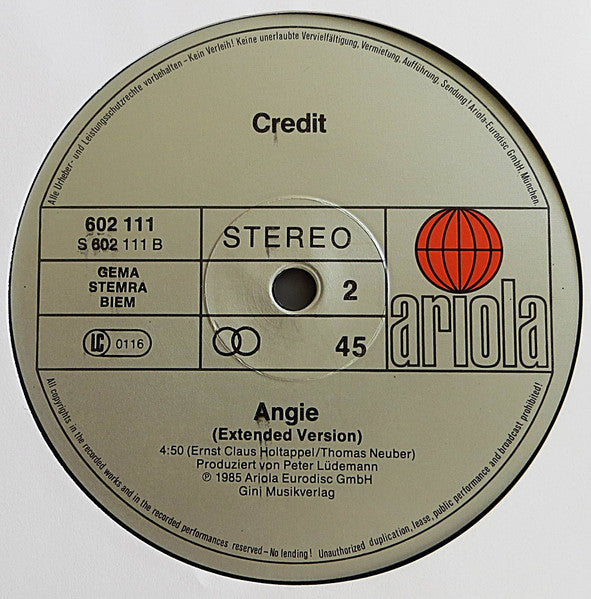 Alle Urheber- und Leistungsschutzrechte vorbehalten – Kein Verleih! Keine unerlaubte Vervielfältigung, Vermietung, Aufführung, Sendung! Ariola-Eurodisc GmbH, München.
Credit
602 111
S 602 111 B
STEREO
GEMA
STEMRA
BIEM
2
LC 0116
45
ariola
Angie
(Extended Version)
4:50 (Ernst Claus Holtappel/Thomas Neuber)
Produziert von Peter Lüdemann
℗ 1985 Ariola Eurodisc GmbH
Gini Musikverlag
All copyrights in the recorded works and in the recorded performances reserved – No lending! Unauthorized duplication, lease, public performance and broadcast prohibited!